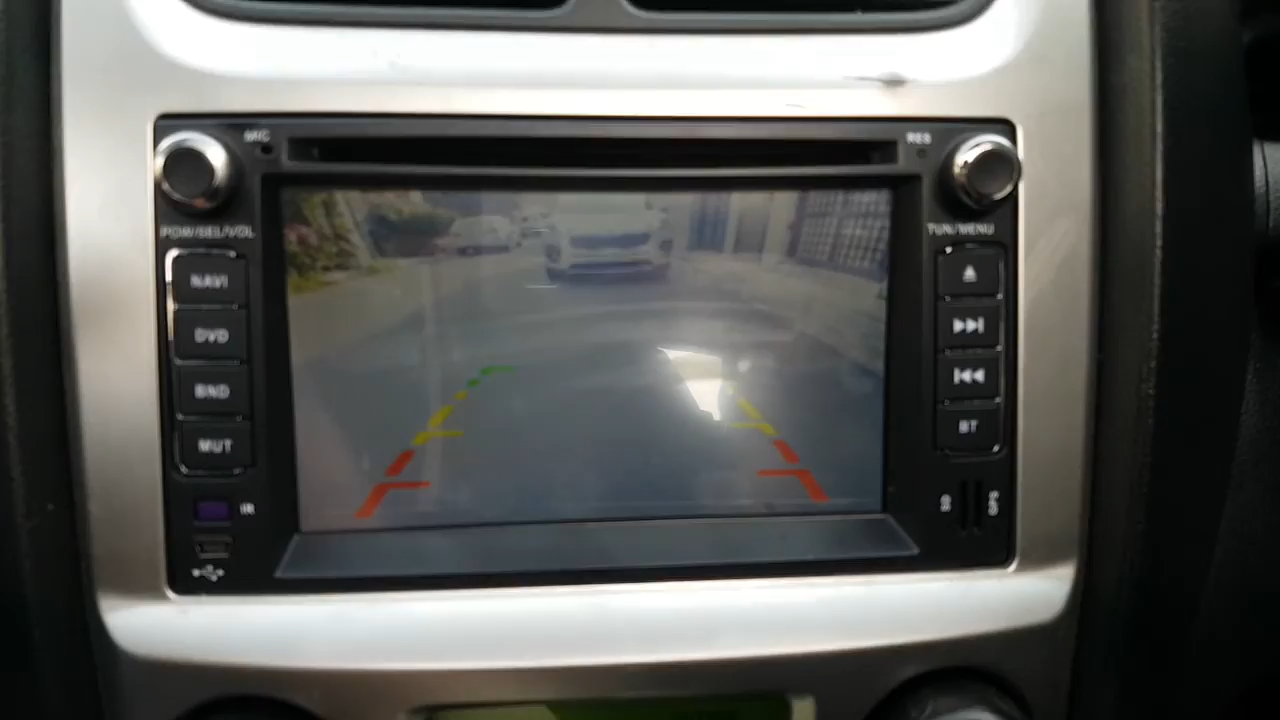 MIC
RES
POW/SEL/VOL
TUN/MENU
NAVI
DVD
BND
MUT
BT
IR